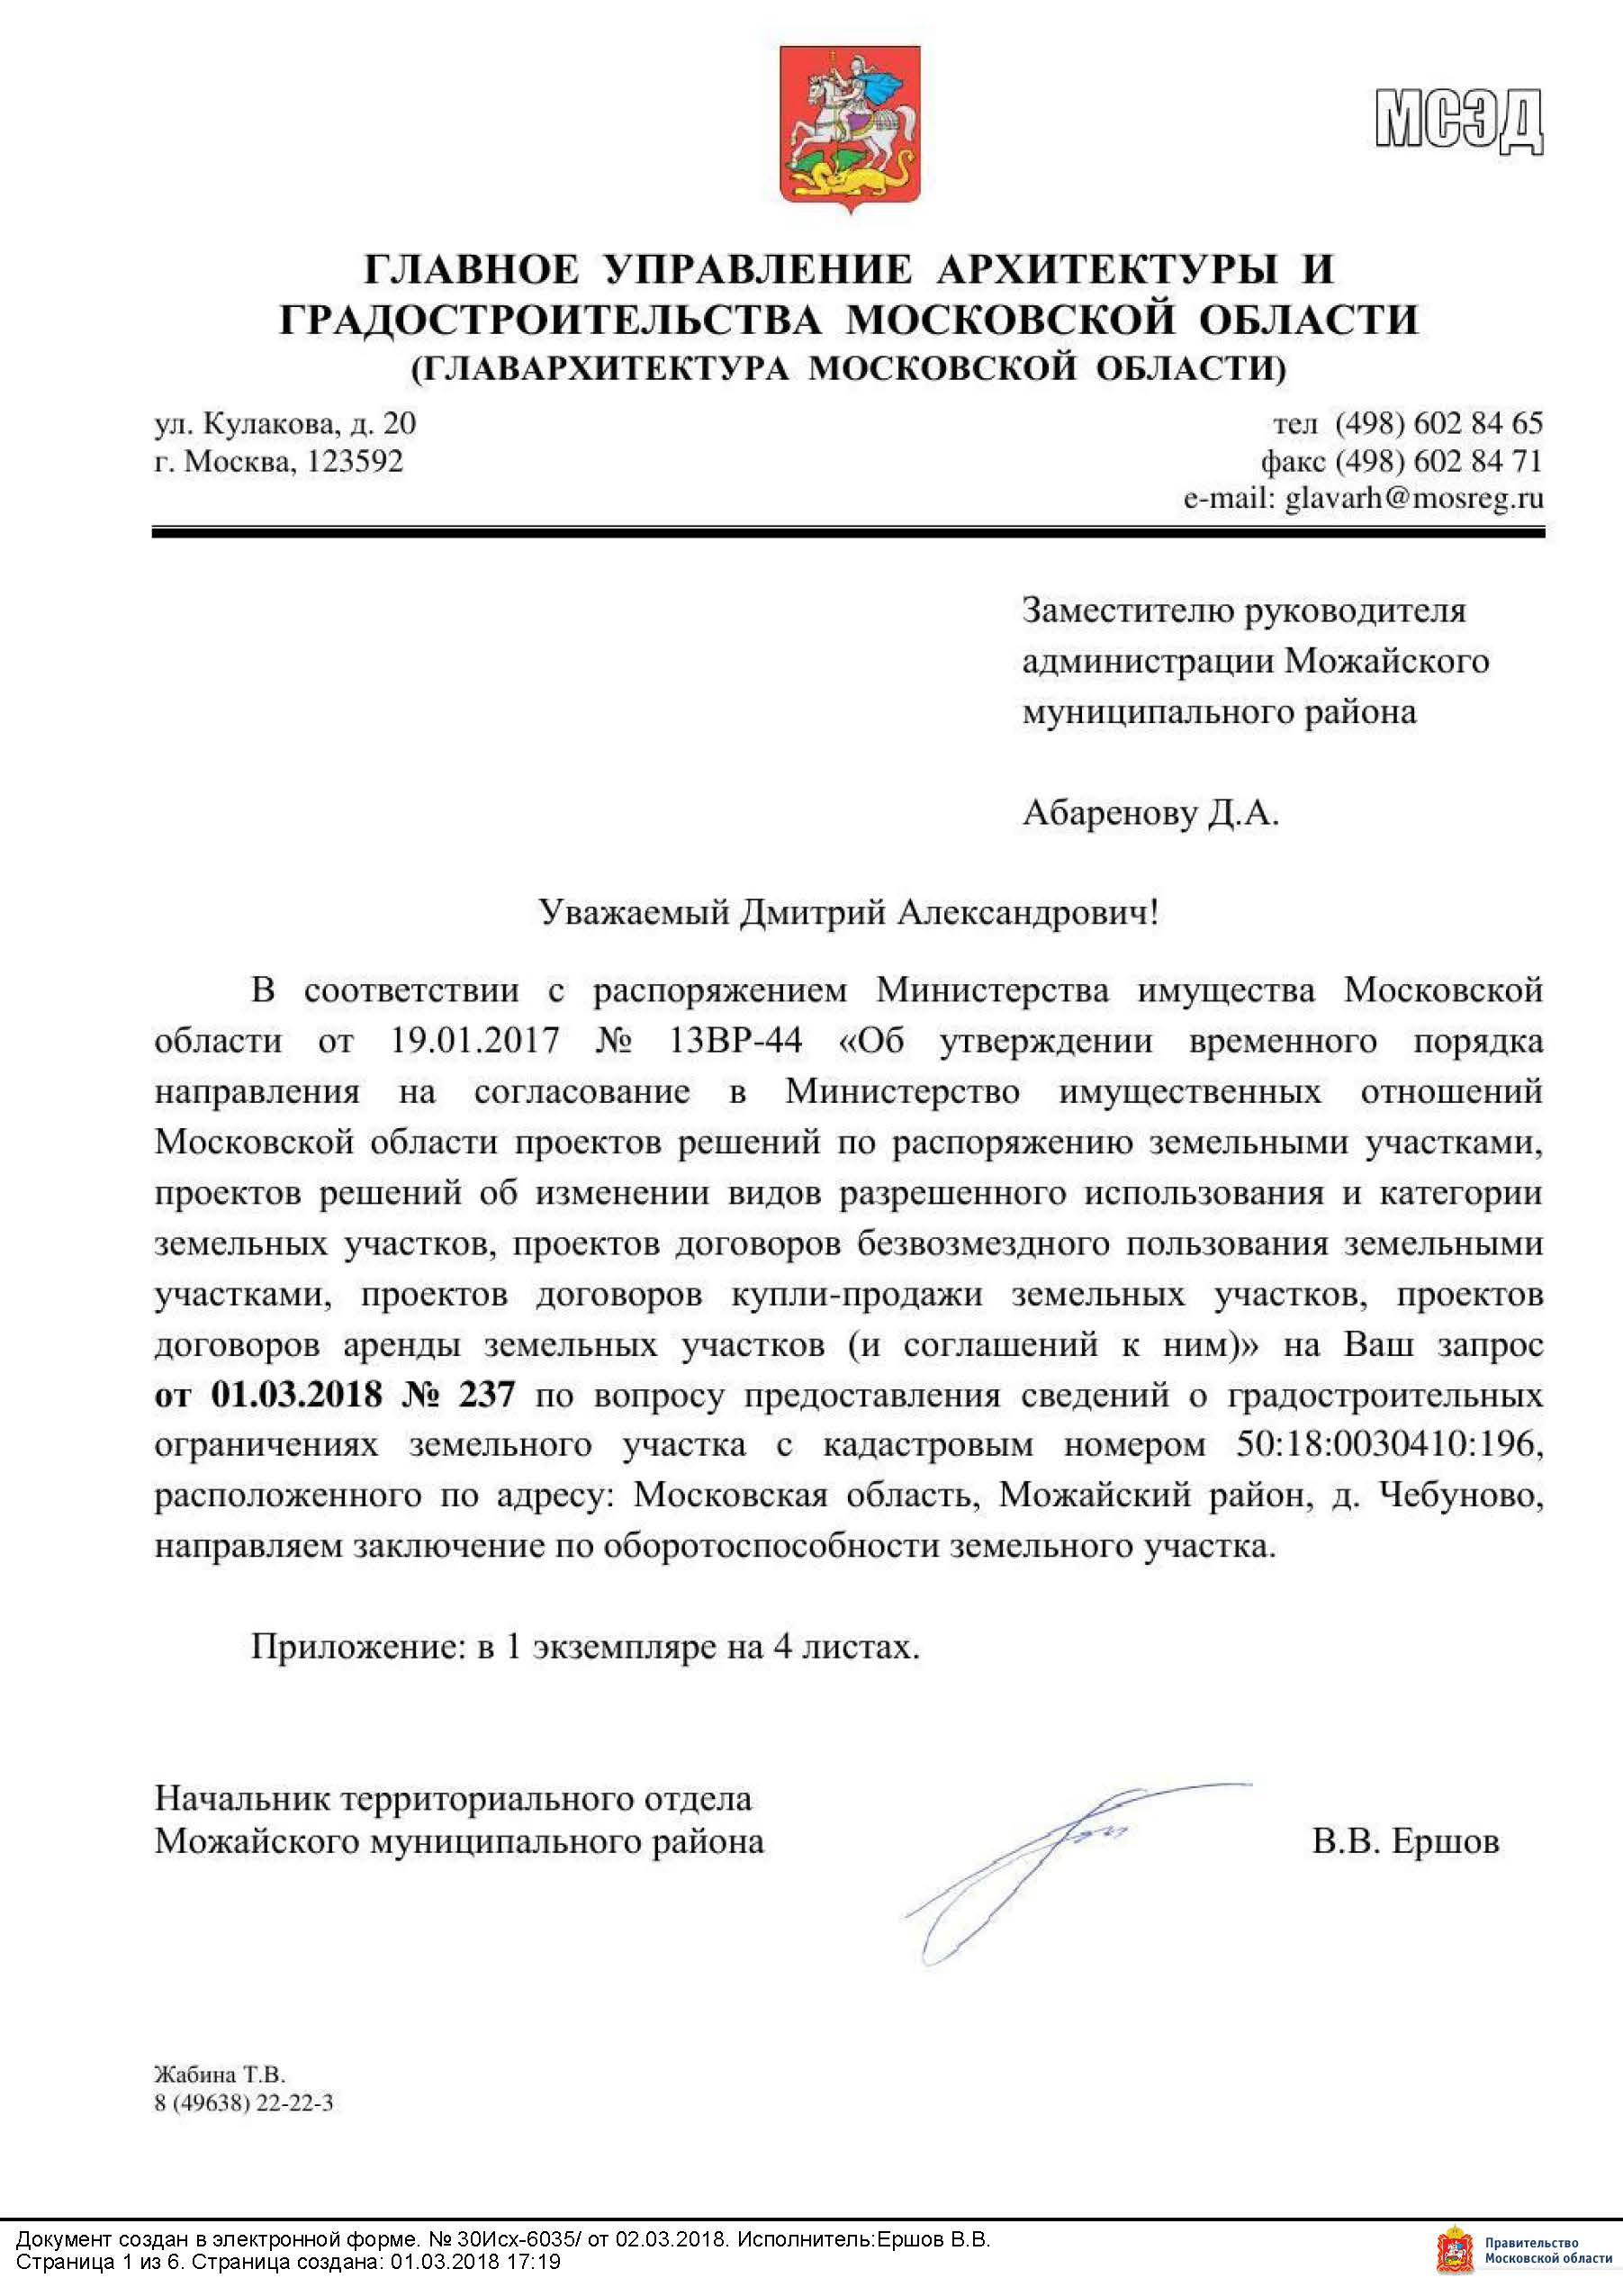 МСЭД
ГЛАВНОЕ УПРАВЛЕНИЕ АРХИТЕКТУРЫ И
ГРАДОСТРОИТЕЛЬСТВА МОСКОВСКОЙ ОБЛАСТИ
(ГЛАВАРХИТЕКТУРА МОСКОВСКОЙ ОБЛАСТИ)
ул. Кулакова, д. 20
г. Москва, 123592
тел (498) 602 84 65
факс (498) 602 84 71
e-mail: glavarh@mosreg.ru
Заместителю руководителя
администрации Можайского
муниципального района
Абаренову Д.А.
Уважаемый Дмитрий Александрович!
В соответствии с распоряжением Министерства имущества Московской
области от 19.01.2017 № 13ВР-44 «Об утверждении временного порядка
направления на согласование в Министерство имущественных отношений
Московской области проектов решений по распоряжению земельными участками,
проектов решений об изменении видов разрешенного использования и категории
земельных участков, проектов договоров безвозмездного пользования земельными
участками, проектов договоров купли-продажи земельных участков, проектов
договоров аренды земельных участков (и соглашений к ним)» на Ваш запрос
от 01.03.2018 № 237 по вопросу предоставления сведений о градостроительных
ограничениях земельного участка с кадастровым номером 50:18:0030410:196,
расположенного по адресу: Московская область, Можайский район, д. Чебуново,
направляем заключение по оборотоспособности земельного участка.
Приложение: в 1 экземпляре на 4 листах.
Начальник территориального отдела
Можайского муниципального района
В.В. Ершов
Жабина Т.В.
8 (49638) 22-22-3
Документ создан в электронной форме. № 30Исх-6035/ от 02.03.2018. Исполнитель:Ершов В.В.
Страница 1 из 6. Страница создана: 01.03.2018 17:19
Правительство
Московской области